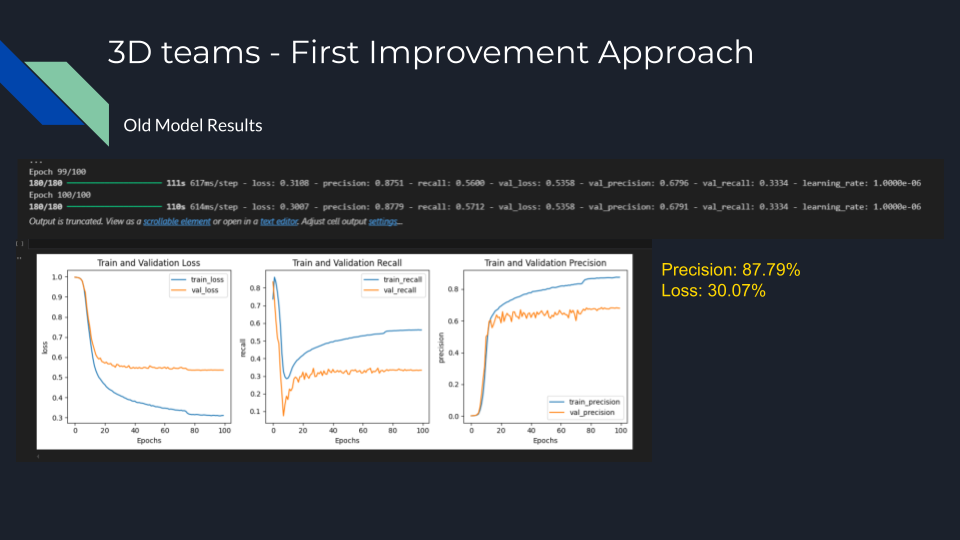 3D teams - First Improvement Approach
Old Model Results
...
Epoch 99/100
180/180 111s 617ms/step - loss: 0.3108 - precision: 0.8751 - recall: 0.5600 - val_loss: 0.5358 - val_precision: 0.6796 - val_recall: 0.3334 - learning_rate: 1.0000e-06
Epoch 100/100
180/180 110s 614ms/step - loss: 0.3007 - precision: 0.8779 - recall: 0.5712 - val_loss: 0.5358 - val_precision: 0.6791 - val_recall: 0.3334 - learning_rate: 1.0000e-06
Output is truncated. View as a scrollable element or open in a text editor. Adjust cell output settings...
Train and Validation Loss
1.0
0.9
0.8
0.7
0.6
0.5
0.4
0.3
loss
train_loss
val_loss
0 20 40 60 80 100
Epochs
Train and Validation Recall
0.8
0.7
0.6
0.5
0.4
0.3
0.2
0.1
recall
train_recall
val_recall
0 20 40 60 80 100
Epochs
Train and Validation Precision
0.8
0.6
0.4
0.2
0.0
precision
train_precision
val_precision
0 20 40 60 80 100
Epochs
Precision: 87.79%
Loss: 30.07%